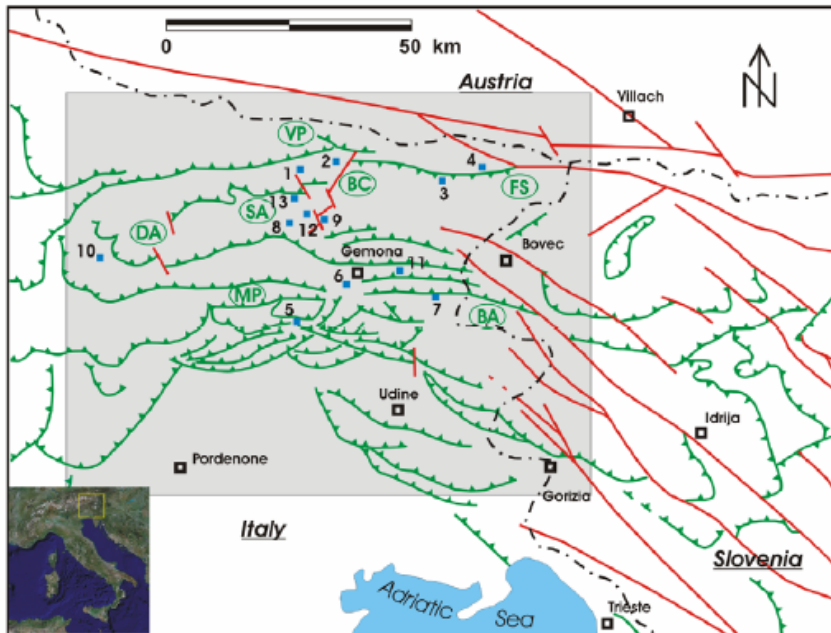 0 50 km
Austria
Villach
N
VP
2
1
4
BC
3
FS
13
SA
12
9
8
DA
10
Gemona
11
Bovec
6
MP
7
5
BA
Udine
Idrija
Pordenone
Gorizia
Italy
Slovenia
Adriatic Sea
Trieste